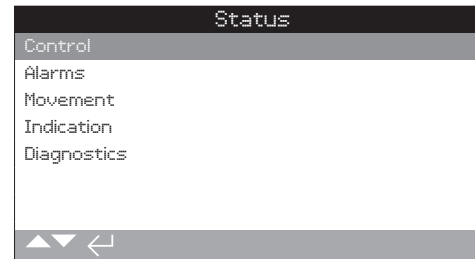 Status
Control
Alarms
Movement
Indication
Diagnostics